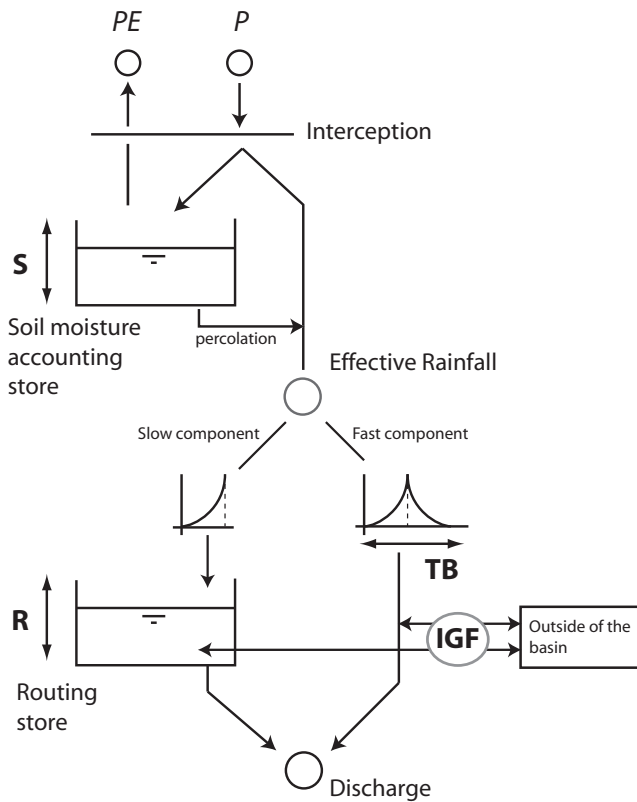 PE
P
Interception
S
Soil moisture
accounting
store
percolation
Effective Rainfall
Slow component
Fast component
TB
R
IGF
Outside of the
basin
Routing
store
Discharge